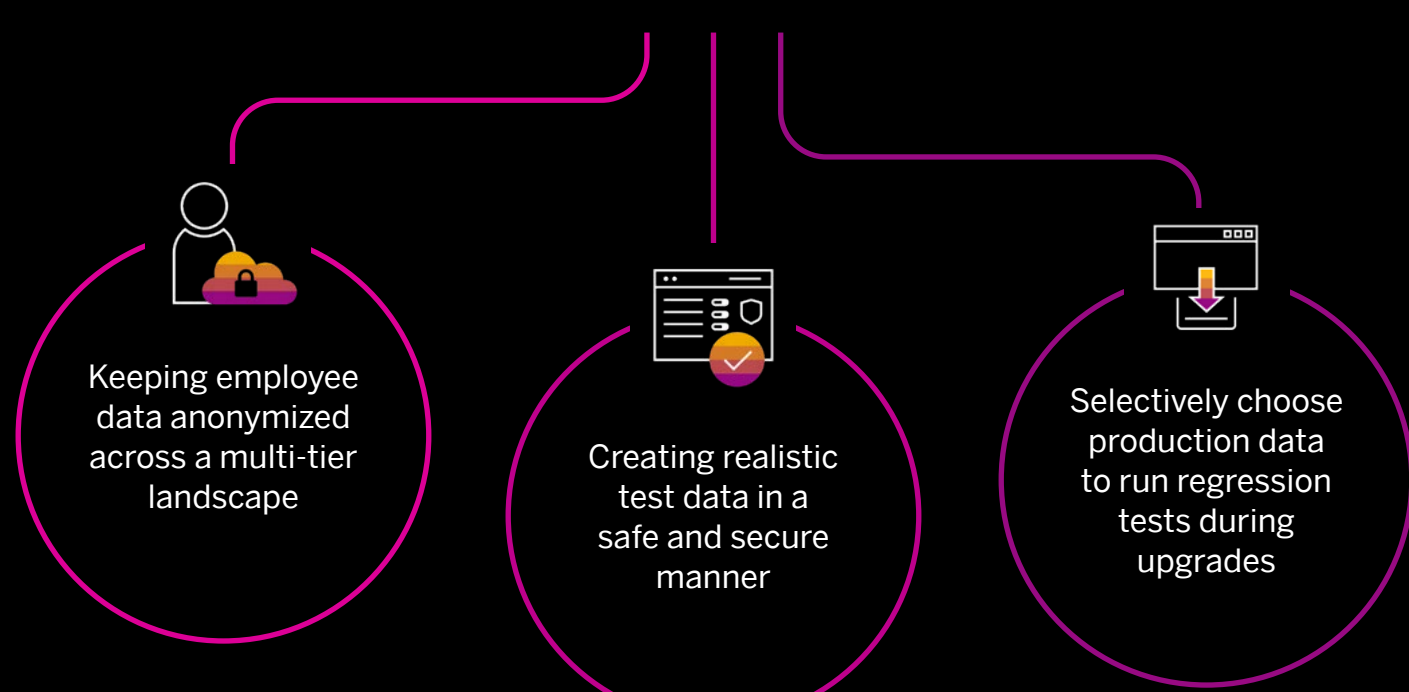 Keeping employee
data anonymized
across a multi-tier
landscape
Creating realistic
test data in a
safe and secure
manner
Selectively choose
production data
to run regression
tests during
upgrades